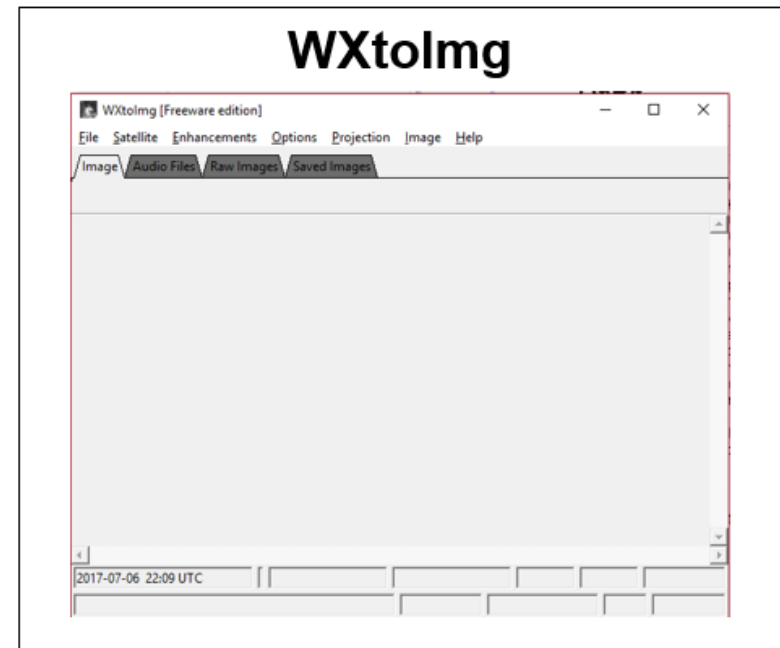 WXtoImg
WXtoImg [Freeware edition]
File Satellite Enhancements Options Projection Image Help
Image Audio Files Raw Images Saved Images
2017-07-06 22:09 UTC